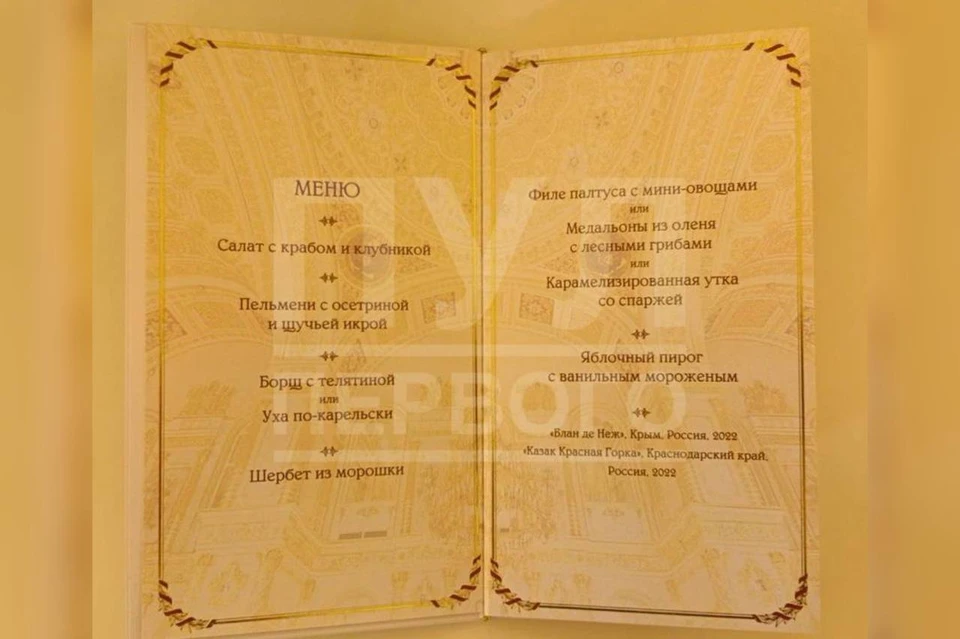 МЕНЮ
Салат с крабом и клубникой
Пельмени с осетриной
и щучьей икрой
Борщ с телятиной
или
Уха по-карельски
Шербет из морошки
Филе палтуса с мини-овощами
или
Медальоны из оленя
с лесными грибами
или
Карамелизированная утка
со спаржей
Яблочный пирог
с ванильным мороженым
«Блан де Неж», Крым, Россия, 2022
«Казак Красная Горка», Краснодарский край,
Россия, 2022
ПУЛ
ПЕРВОГО